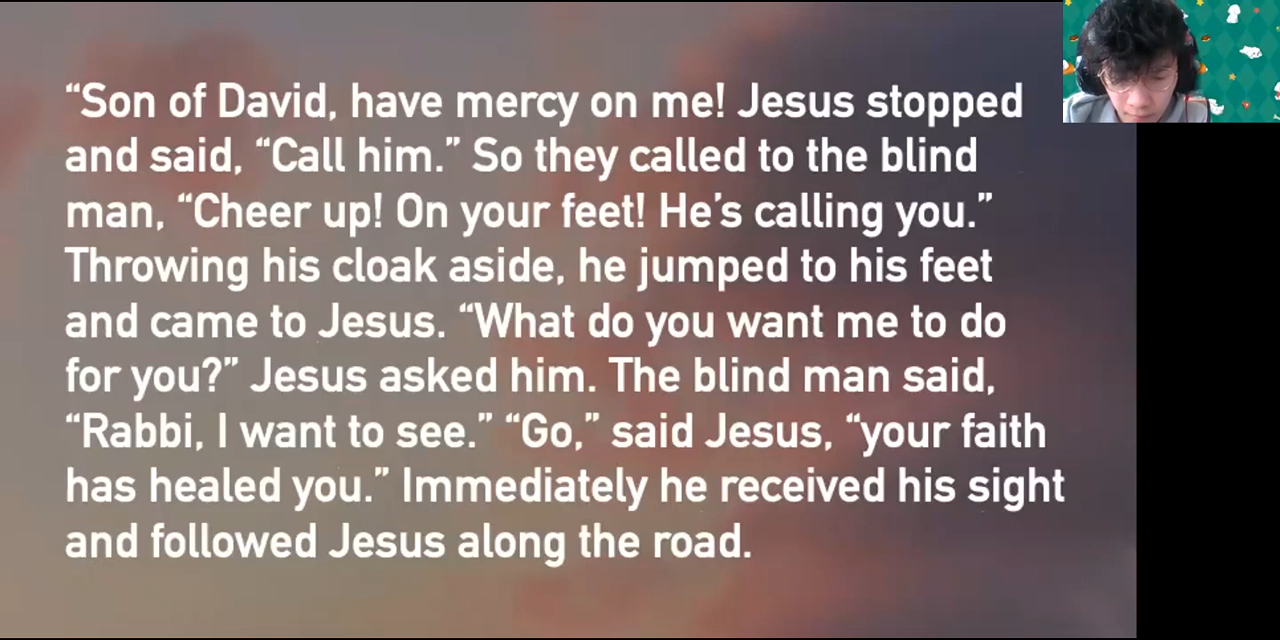 “Son of David, have mercy on me! Jesus stopped
and said, “Call him.” So they called to the blind
man, “Cheer up! On your feet! He’s calling you.”
Throwing his cloak aside, he jumped to his feet
and came to Jesus. “What do you want me to do
for you?” Jesus asked him. The blind man said,
“Rabbi, I want to see.” “Go,” said Jesus, “your faith
has healed you.” Immediately he received his sight
and followed Jesus along the road.